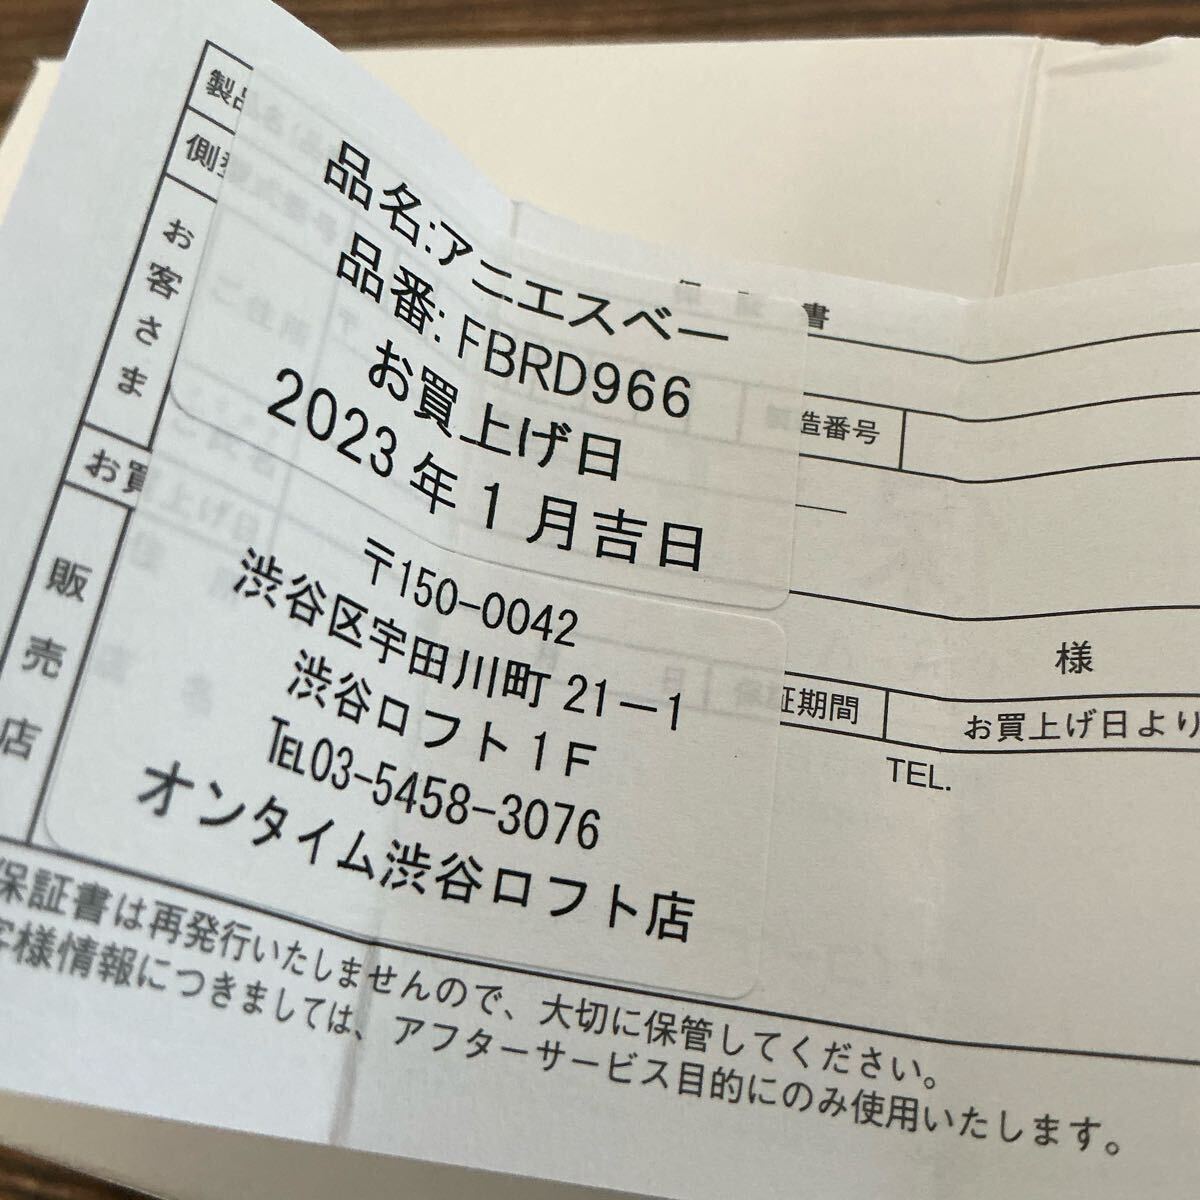 書
製品
側
お客さま
品名:アニエスベー
品番:FBRD966
お買上げ日
2023年1月吉日
造番号
様
お買
証期間
お買上げ日より
販売店
TEL.
〒150-0042
渋谷区宇田川町21ー1
渋谷ロフト1F
℡03-5458-3076
オンタイム渋谷ロフト店
保証書は再発行いたしませんので、大切に保管してください。
客様情報につきましては、アフターサービス目的にのみ使用いたします。